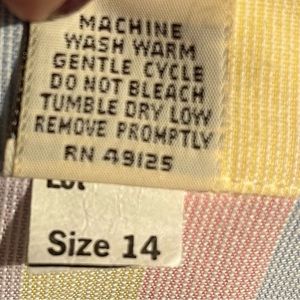 MACHINE
WASH WARM
GENTLE CYCLE
DO NOT BLEACH
TUMBLE DRY LOW
REMOVE PROMPTLY
RN 49125
Lot
Size 14